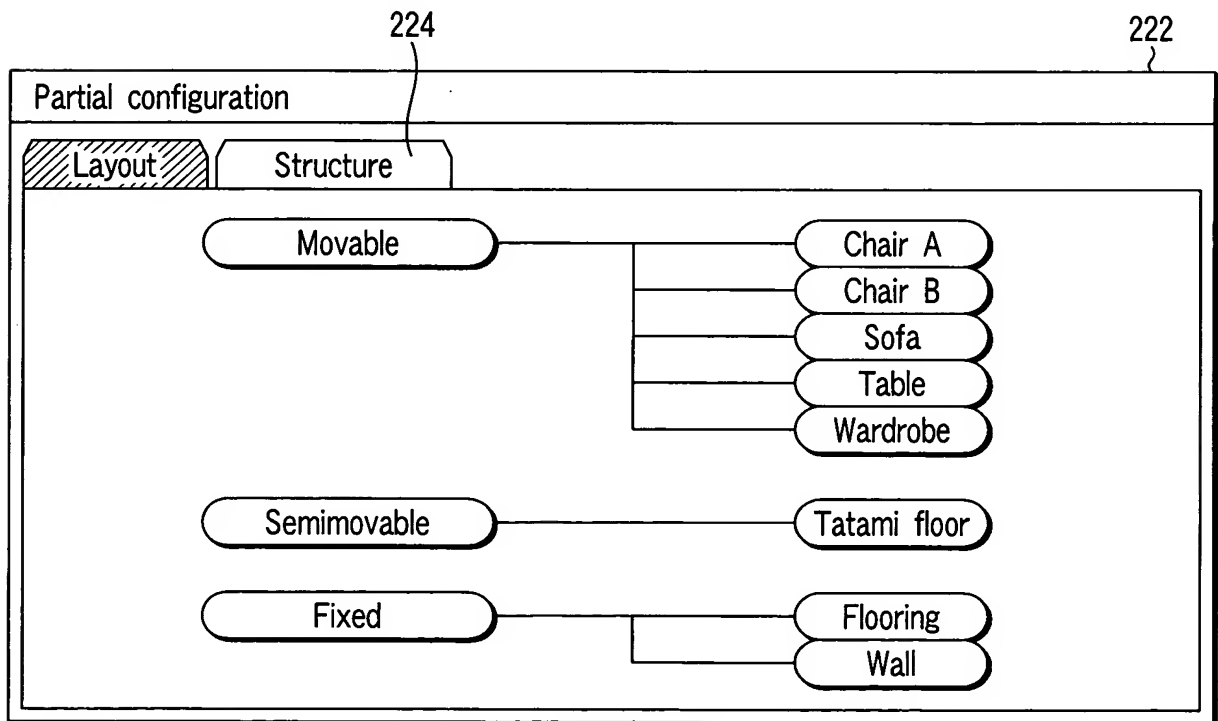 224
222
Partial configuration
Layout
Structure
Movable
Chair A
Chair B
Sofa
Table
Wardrobe
Semimovable
Tatami floor
Fixed
Flooring
Wall